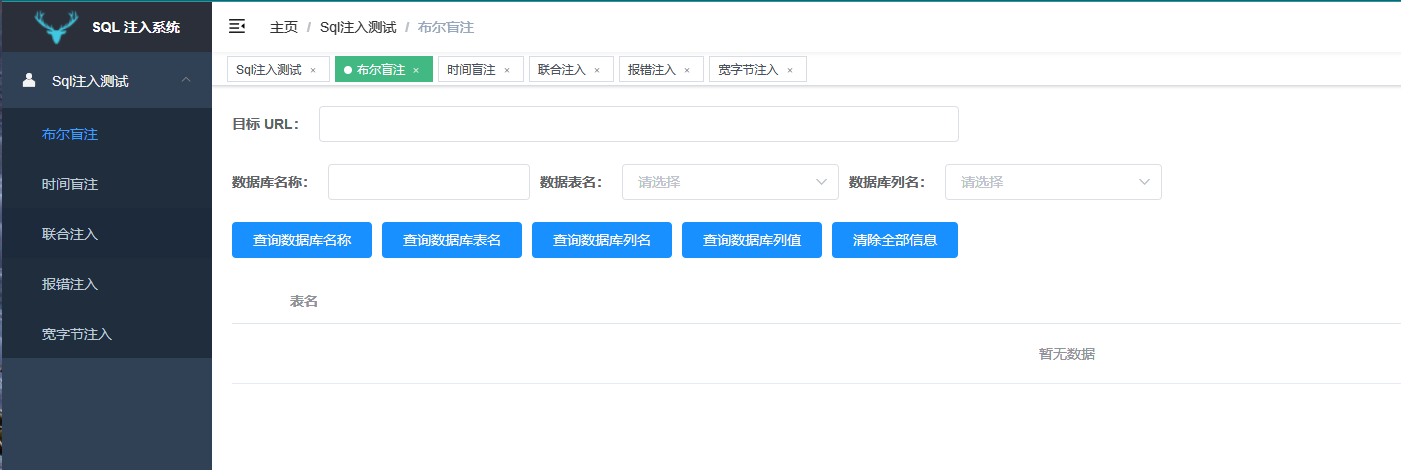 SQL 注入系统
主页 / Sql注入测试 / 布尔盲注
Sql注入测试 ×
布尔盲注 ×
时间盲注 ×
联合注入 ×
报错注入 ×
宽字节注入 ×
Sql注入测试
布尔盲注
时间盲注
联合注入
报错注入
宽字节注入
目标 URL：
数据库名称： 数据表名： 请选择 数据库列名： 请选择
查询数据库名称 查询数据库表名 查询数据库列名 查询数据库列值 清除全部信息
表名
暂无数据